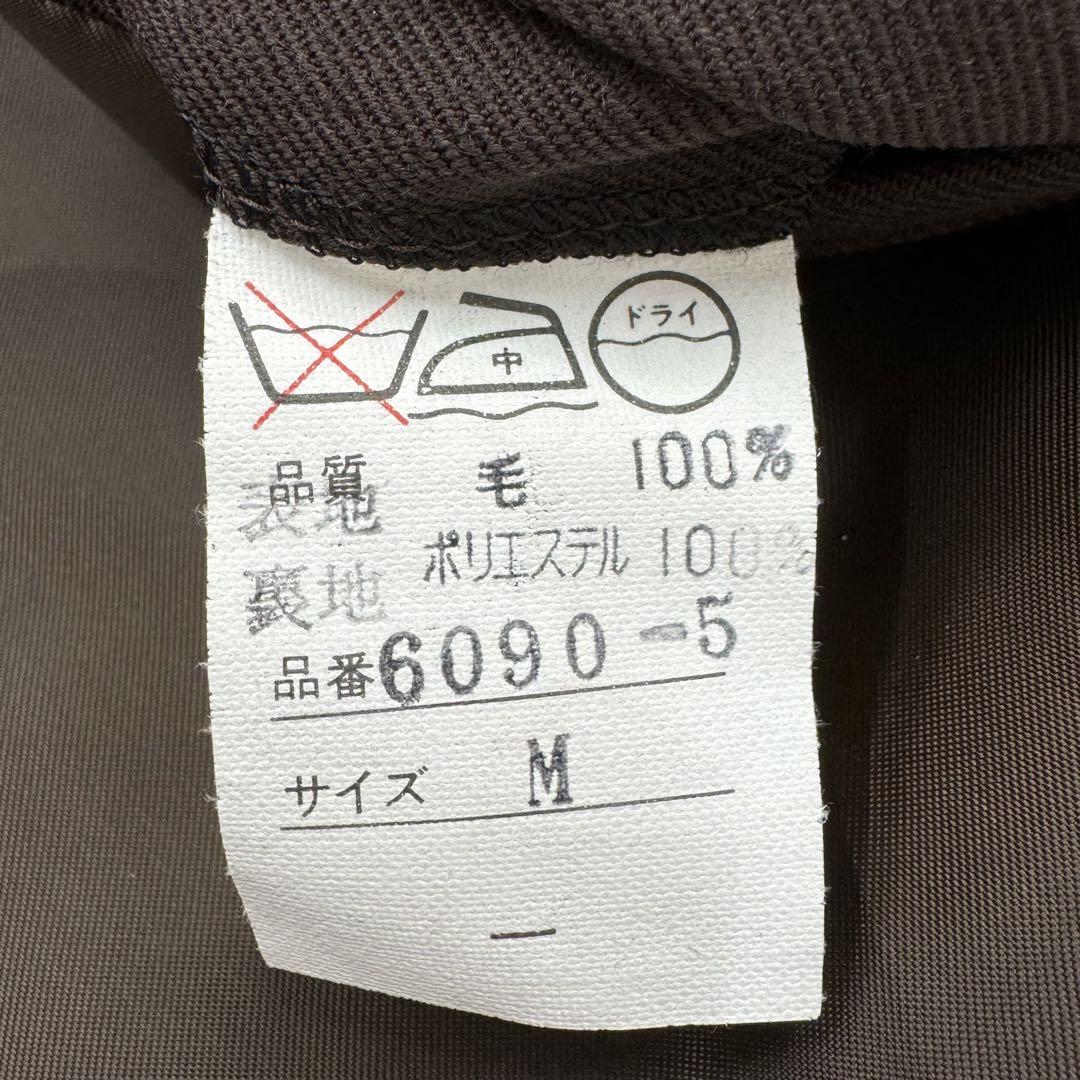 中 ドライ
品質
表地 毛 100%
裏地 ポリエステル 100%
品番 6090-5
サイズ M